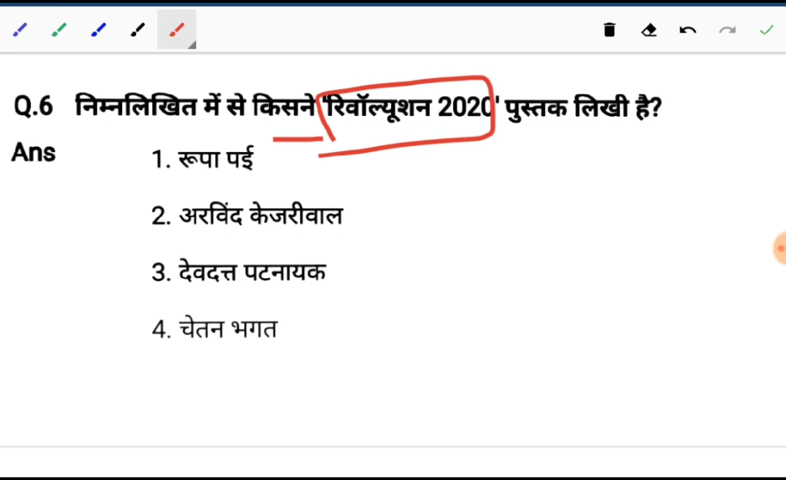 Q.6 निम्नलिखित में से किसने 'रिवॉल्यूशन 2020' पुस्तक लिखी है?
Ans 1. रूपा पई
2. अरविंद केजरीवाल
3. देवदत्त पटनायक
4. चेतन भगत